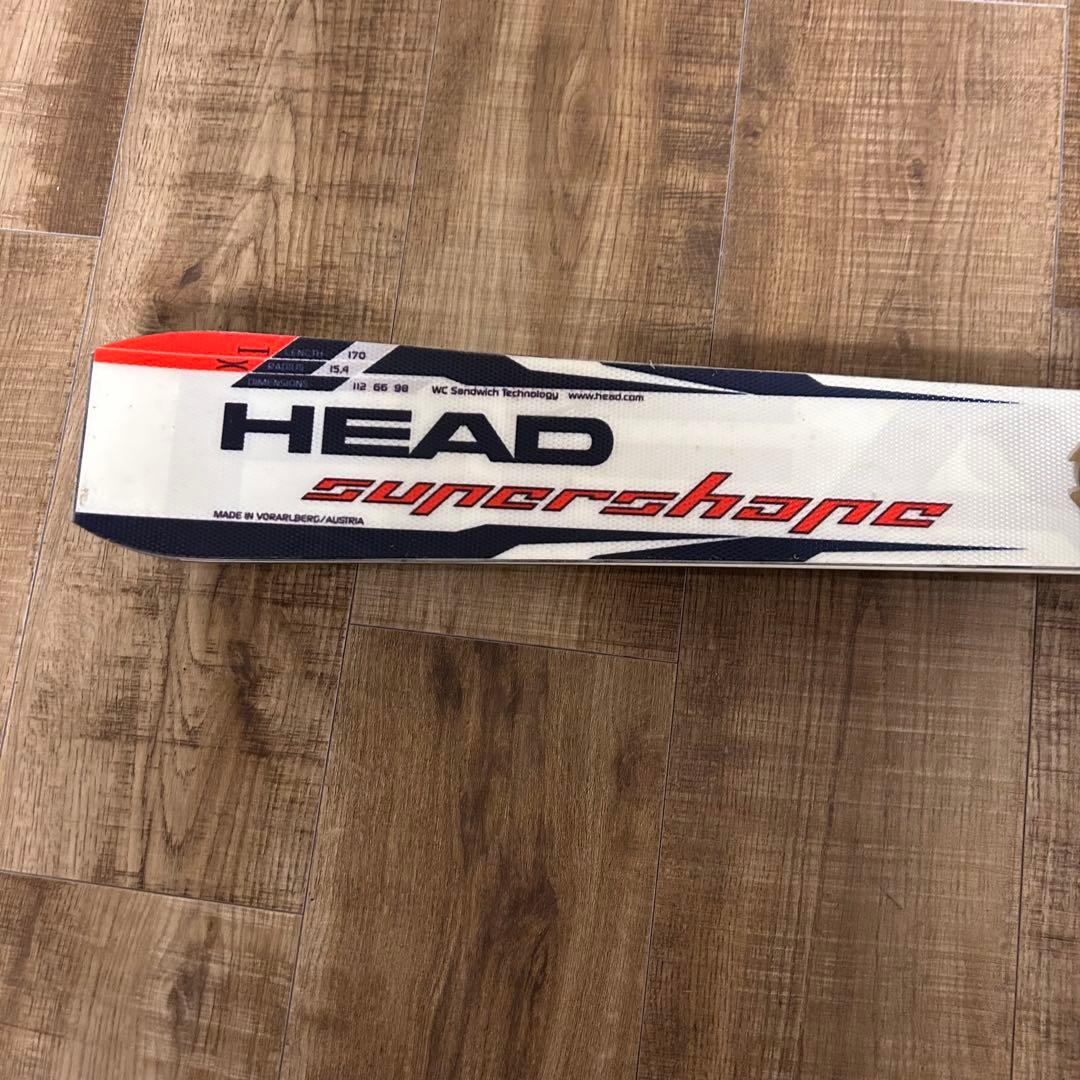 I.X
LENGTH 170
RADIUS 15,4
DIMENSIONS 112 66 98 WC Sandwich Technology www.head.com
HEAD
supershape
MADE IN VORARLBERG/AUSTRIA